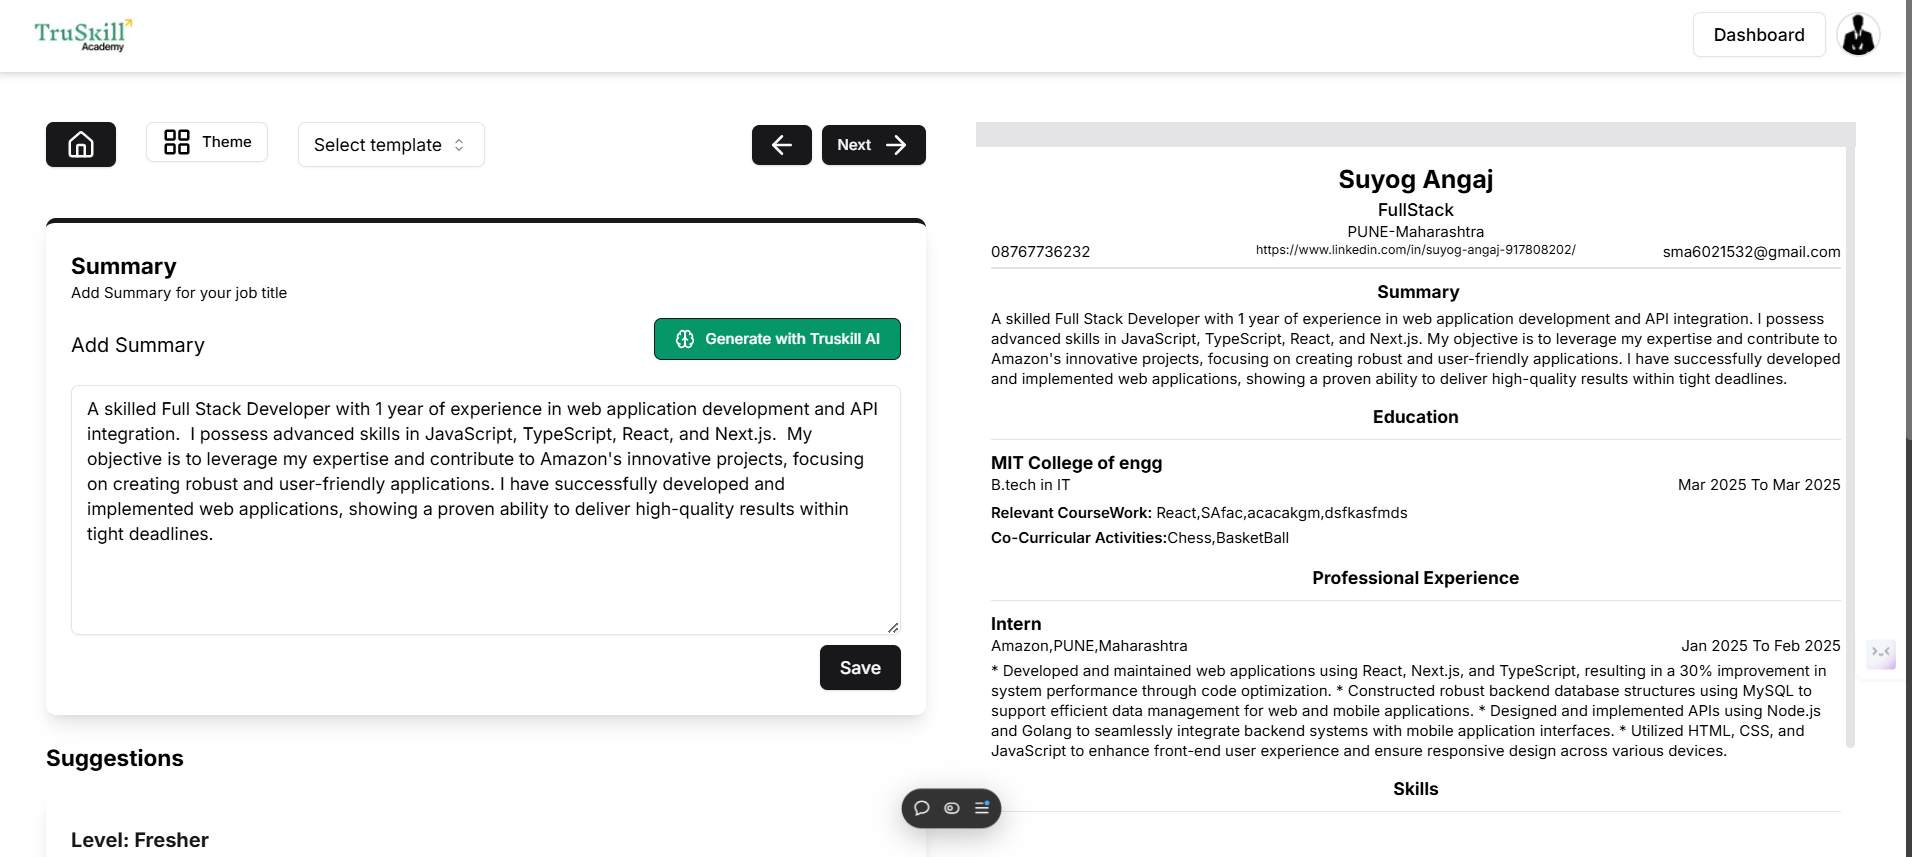 TruSkill
Academy
Dashboard
Theme
Select template
Next
Summary
Add Summary for your job title
Add Summary
Generate with Truskill AI
A skilled Full Stack Developer with 1 year of experience in web application development and API
integration.  I possess advanced skills in JavaScript, TypeScript, React, and Next.js.  My
objective is to leverage my expertise and contribute to Amazon's innovative projects, focusing
on creating robust and user-friendly applications. I have successfully developed and
implemented web applications, showing a proven ability to deliver high-quality results within
tight deadlines.
Save
Suggestions
Level: Fresher
Suyog Angaj
FullStack
PUNE-Maharashtra
08767736232
https://www.linkedin.com/in/suyog-angaj-917808202/
sma6021532@gmail.com
Summary
A skilled Full Stack Developer with 1 year of experience in web application development and API integration. I possess
advanced skills in JavaScript, TypeScript, React, and Next.js. My objective is to leverage my expertise and contribute to
Amazon's innovative projects, focusing on creating robust and user-friendly applications. I have successfully developed
and implemented web applications, showing a proven ability to deliver high-quality results within tight deadlines.
Education
MIT College of engg
B.tech in IT
Mar 2025 To Mar 2025
Relevant CourseWork: React,SAfac,acacakgm,dsfkasfmds
Co-Curricular Activities:Chess,BasketBall
Professional Experience
Intern
Amazon,PUNE,Maharashtra
Jan 2025 To Feb 2025
* Developed and maintained web applications using React, Next.js, and TypeScript, resulting in a 30% improvement in
system performance through code optimization. * Constructed robust backend database structures using MySQL to
support efficient data management for web and mobile applications. * Designed and implemented APIs using Node.js
and Golang to seamlessly integrate backend systems with mobile application interfaces. * Utilized HTML, CSS, and
JavaScript to enhance front-end user experience and ensure responsive design across various devices.
Skills